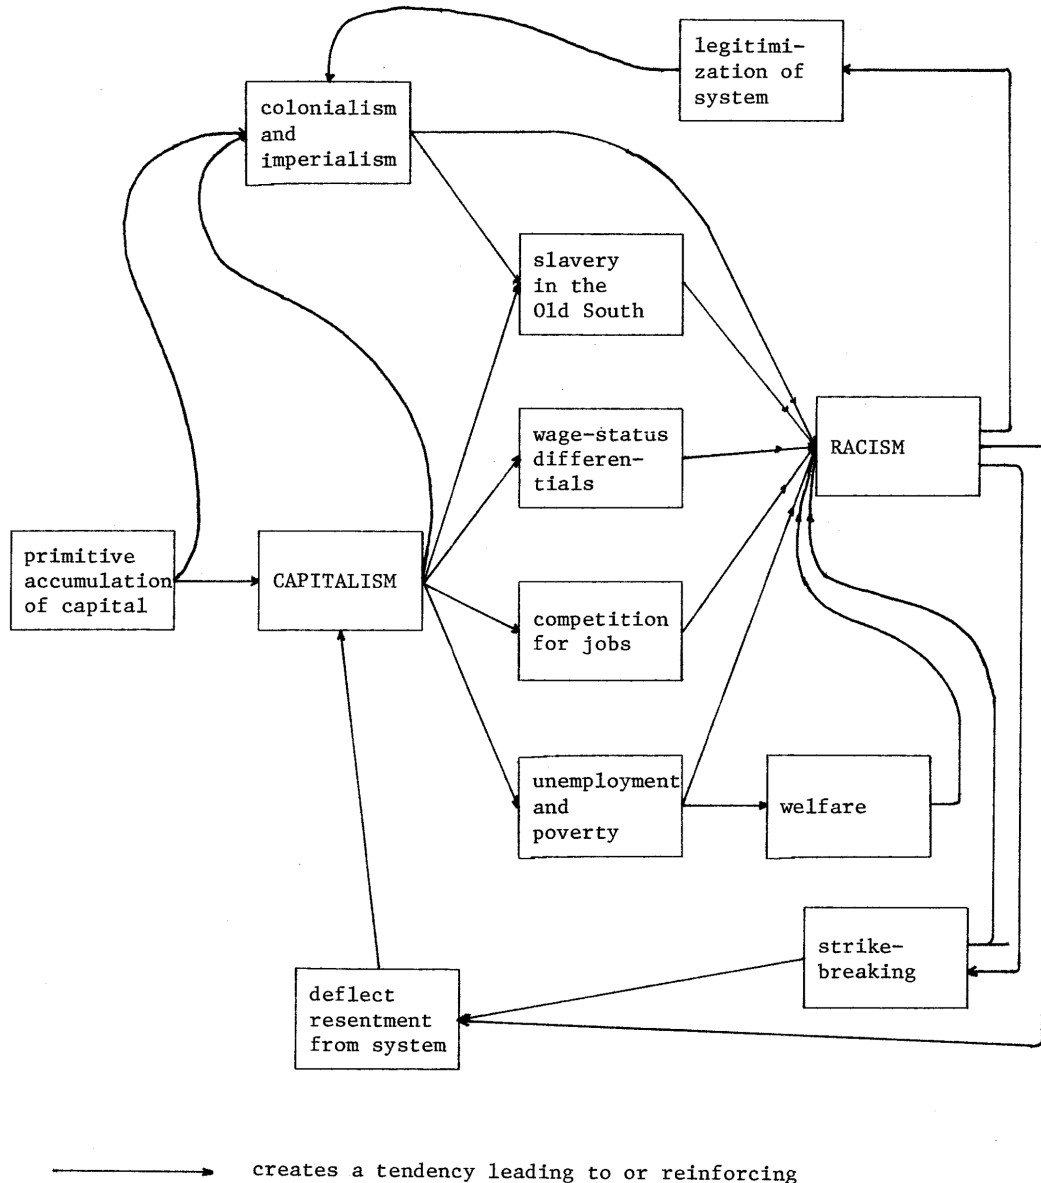 legitimi-
zation of
system
colonialism
and
imperialism
slavery
in the
Old South
wage-status
differen-
tials
RACISM
primitive
accumulation
of capital
CAPITALISM
competition
for jobs
unemployment
and
poverty
welfare
strike-
breaking
deflect
resentment
from system
creates a tendency leading to or reinforcing